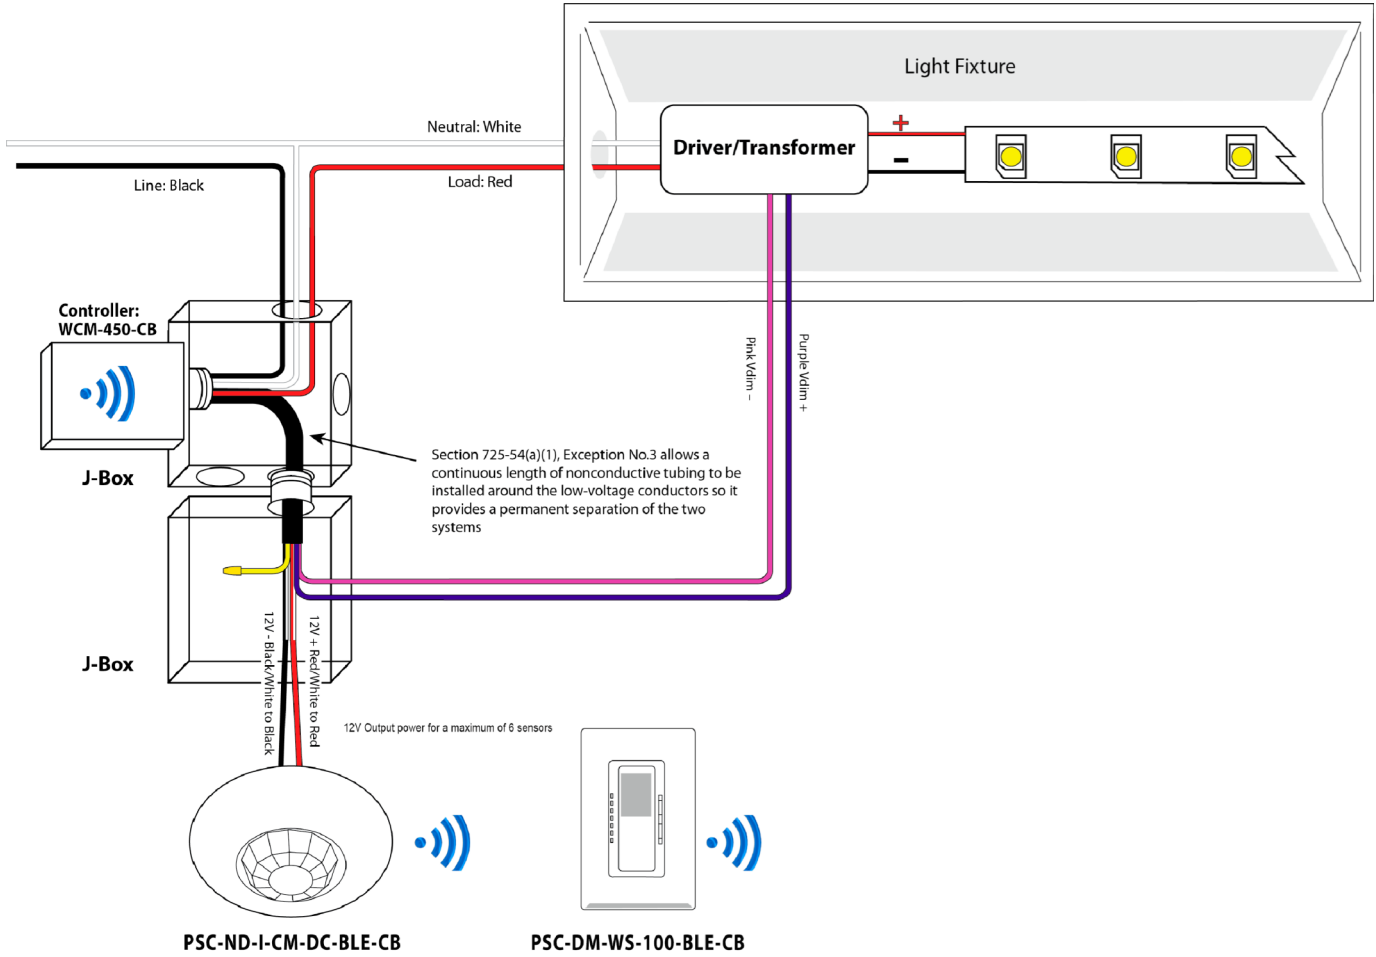 Light Fixture
Neutral: White
+
Driver/Transformer
–
Line: Black
Load: Red
Controller:
WCM-450-CB
Pink Vdim –
Purple Vdim +
Section 725-54(a)(1), Exception No.3 allows a
continuous length of nonconductive tubing to be
installed around the low-voltage conductors so it
provides a permanent separation of the two
systems
J-Box
12V - Black/White to Black
12V + Red/White to Red
J-Box
12V Output power for a maximum of 6 sensors
PSC-ND-I-CM-DC-BLE-CB
PSC-DM-WS-100-BLE-CB